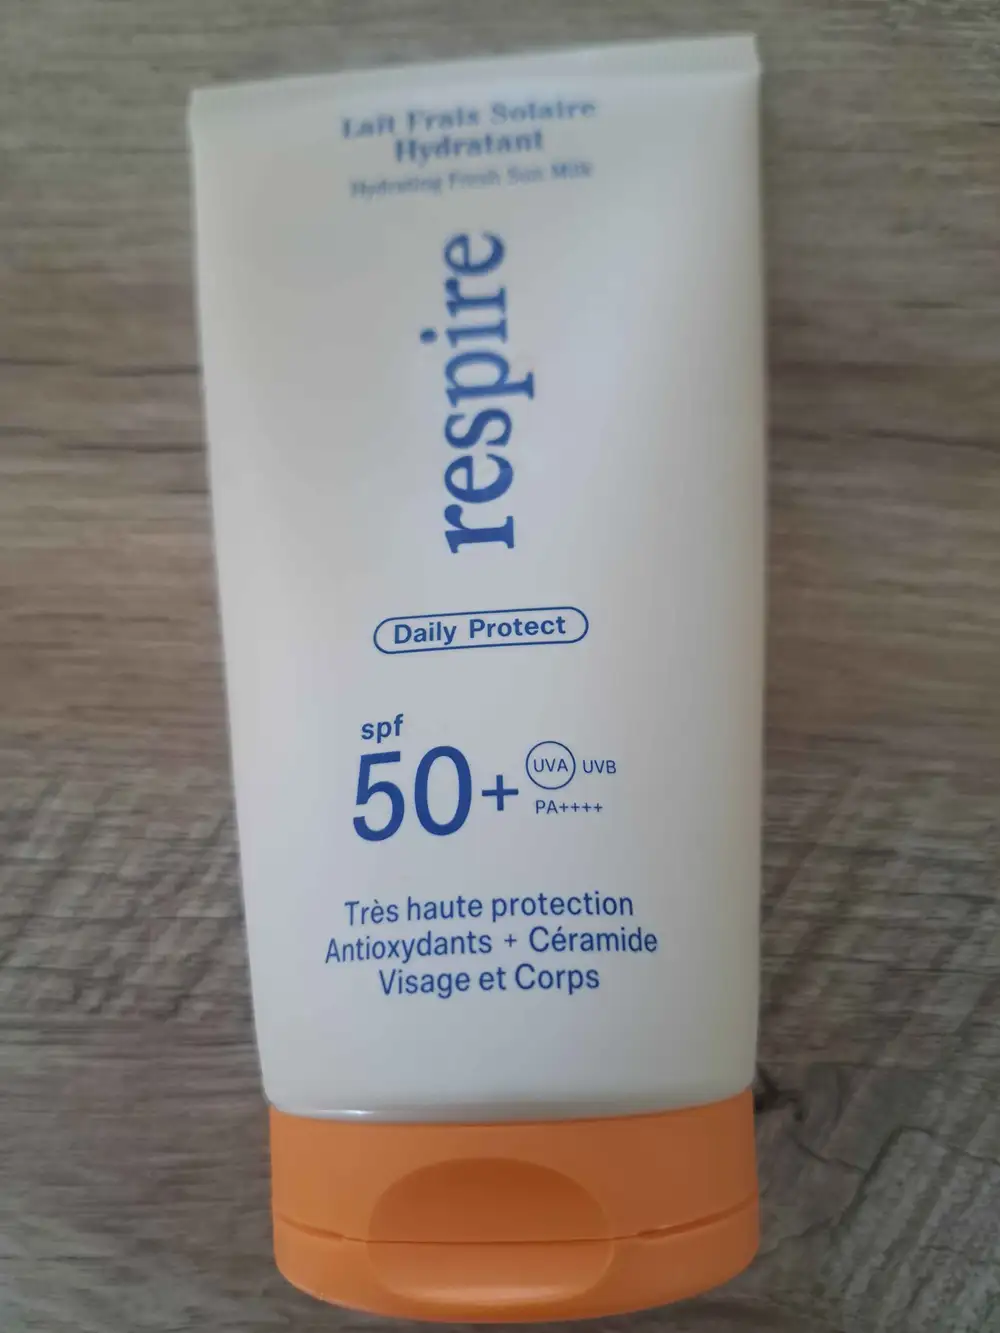 Lait Frais Solaire
Hydratant
Hydrating Fresh Sun Milk
respire
Daily Protect
spf
50+
UVA UVB
PA++++
Très haute protection
Antioxydants + Céramide
Visage et Corps